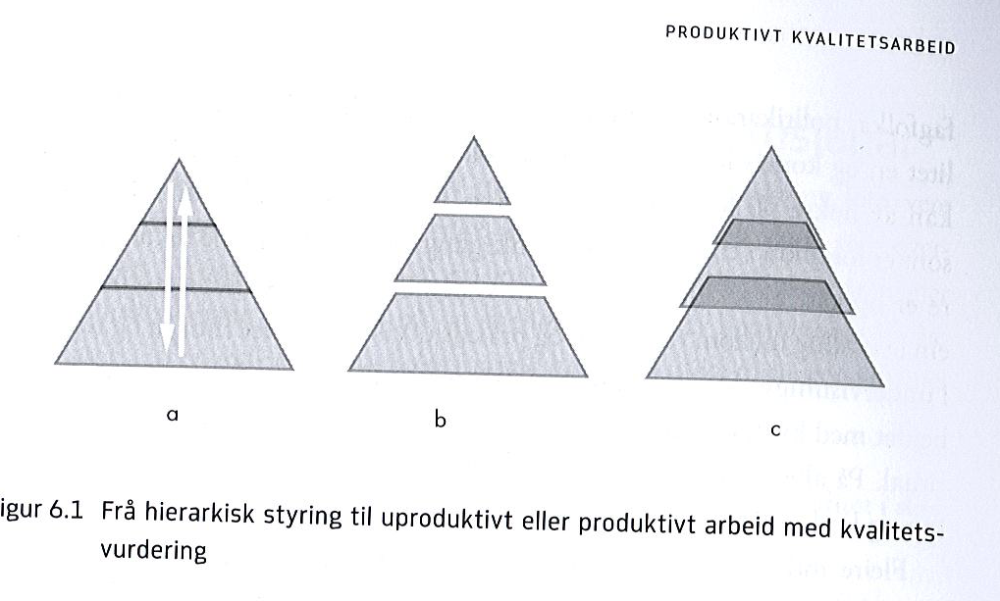 PRODUKTIVT KVALITETSARBEID
a
b
c
igur 6.1 Frå hierarkisk styring til uproduktivt eller produktivt arbeid med kvalitets-
vurdering